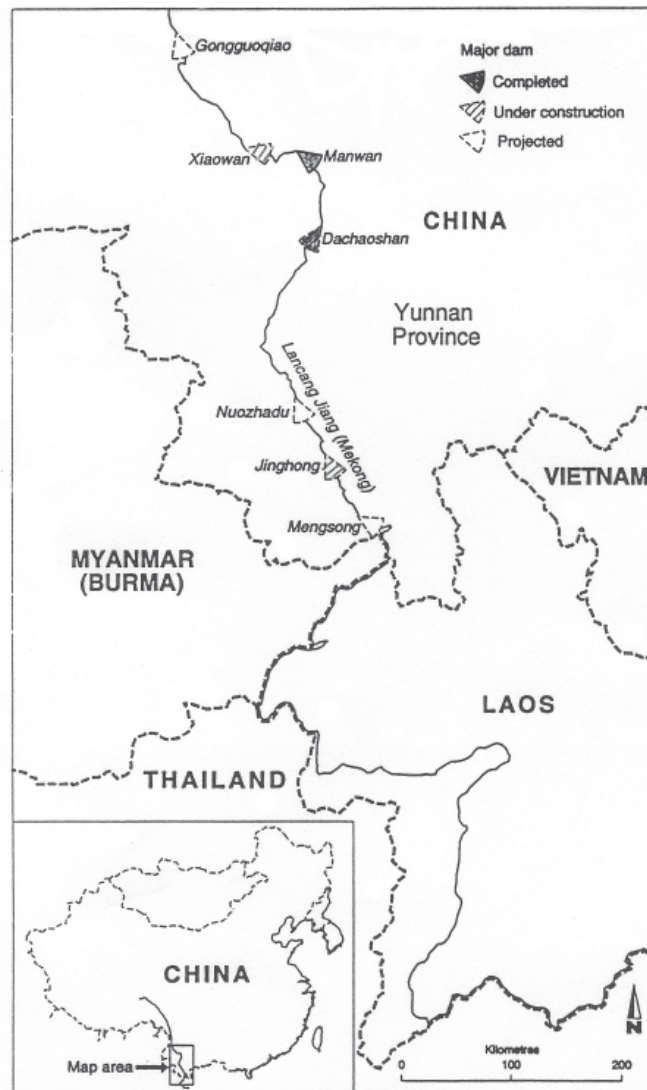 Gongguoqiao
Major dam
Completed
Under construction
Projected
Xiaowan
Manwan
Dachaoshan
CHINA
Yunnan
Province
Lancang Jiang (Mekong)
Nuozhadu
Jinghong
Mengsong
VIETNAM
MYANMAR
(BURMA)
LAOS
THAILAND
CHINA
Map area
N
Kilometres
0 100 200